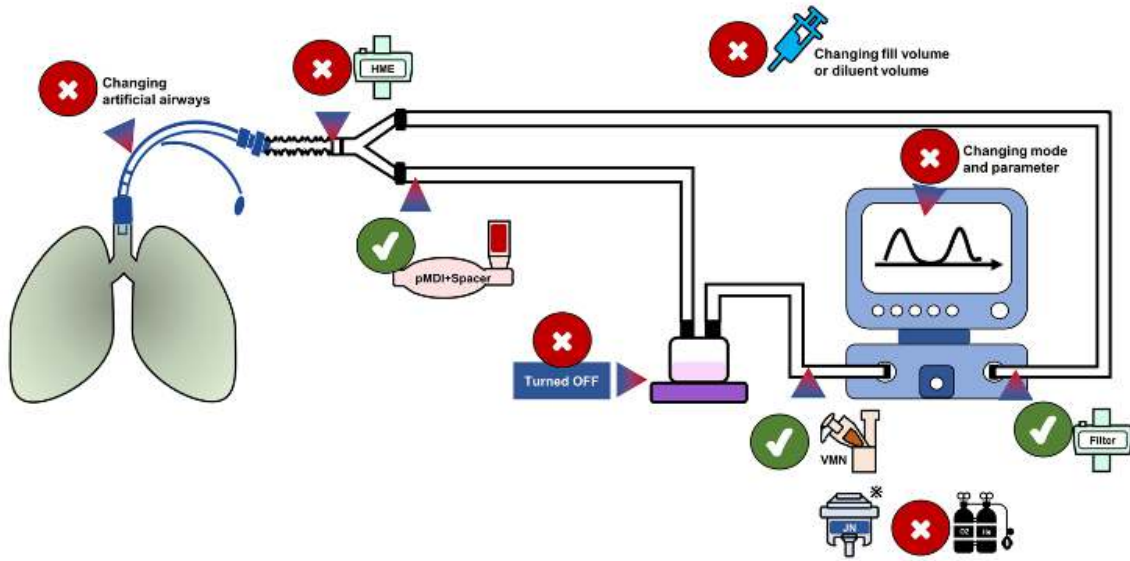 Changing
artificial airways
HME
Changing fill volume
or diluent volume
Changing mode
and parameter
pMDI+Spacer
Turned OFF
VMN
Filter
※
JN
O2
He